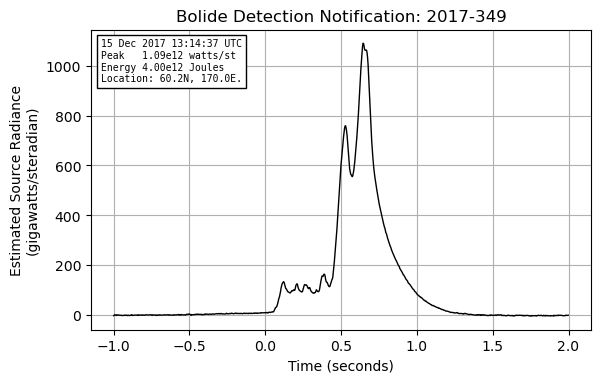 Bolide Detection Notification: 2017-349
15 Dec 2017 13:14:37 UTC
Peak   1.09e12 watts/st
Energy 4.00e12 Joules
Location: 60.2N, 170.0E.
Estimated Source Radiance
(gigawatts/steradian)
1000
800
600
400
200
0
−1.0 −0.5 0.0 0.5 1.0 1.5 2.0
Time (seconds)